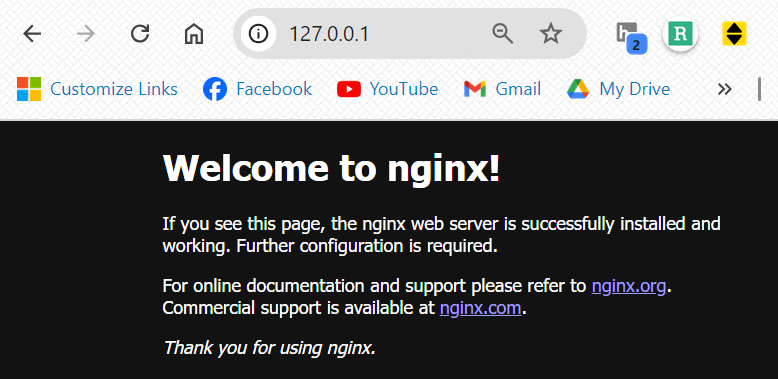 127.0.0.1
2
R
Customize Links Facebook YouTube Gmail My Drive
Welcome to nginx!
If you see this page, the nginx web server is successfully installed and
working. Further configuration is required.
For online documentation and support please refer to nginx.org.
Commercial support is available at nginx.com.
Thank you for using nginx.